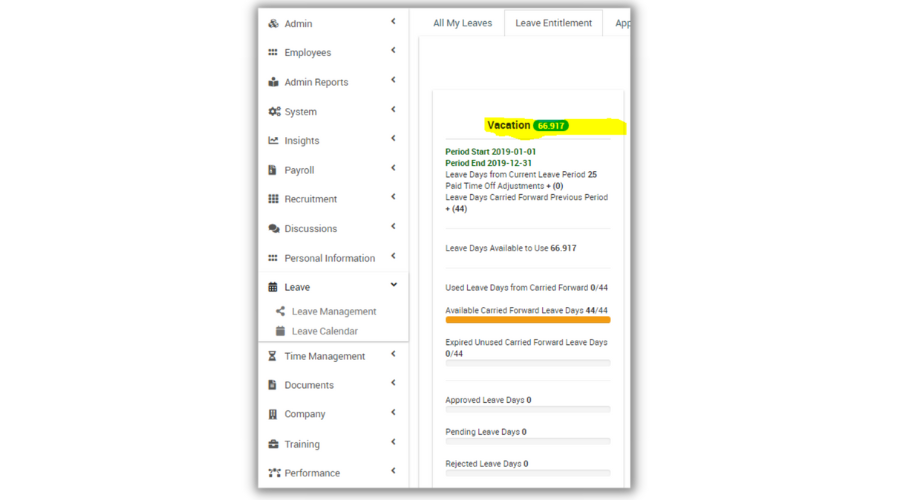 Admin
Employees
Admin Reports
System
Insights
Payroll
Recruitment
Discussions
Personal Information
Leave
Leave Management
Leave Calendar
Time Management
Documents
Company
Training
Performance
All My Leaves
Leave Entitlement
App
Vacation 66.917
Period Start 2019-01-01
Period End 2019-12-31
Leave Days from Current Leave Period 25
Paid Time Off Adjustments + (0)
Leave Days Carried Forward Previous Period
+ (44)
Leave Days Available to Use 66.917
Used Leave Days from Carried Forward 0/44
Available Carried Forward Leave Days 44/44
Expired Unused Carried Forward Leave Days
0/44
Approved Leave Days 0
Pending Leave Days 0
Rejected Leave Days 0